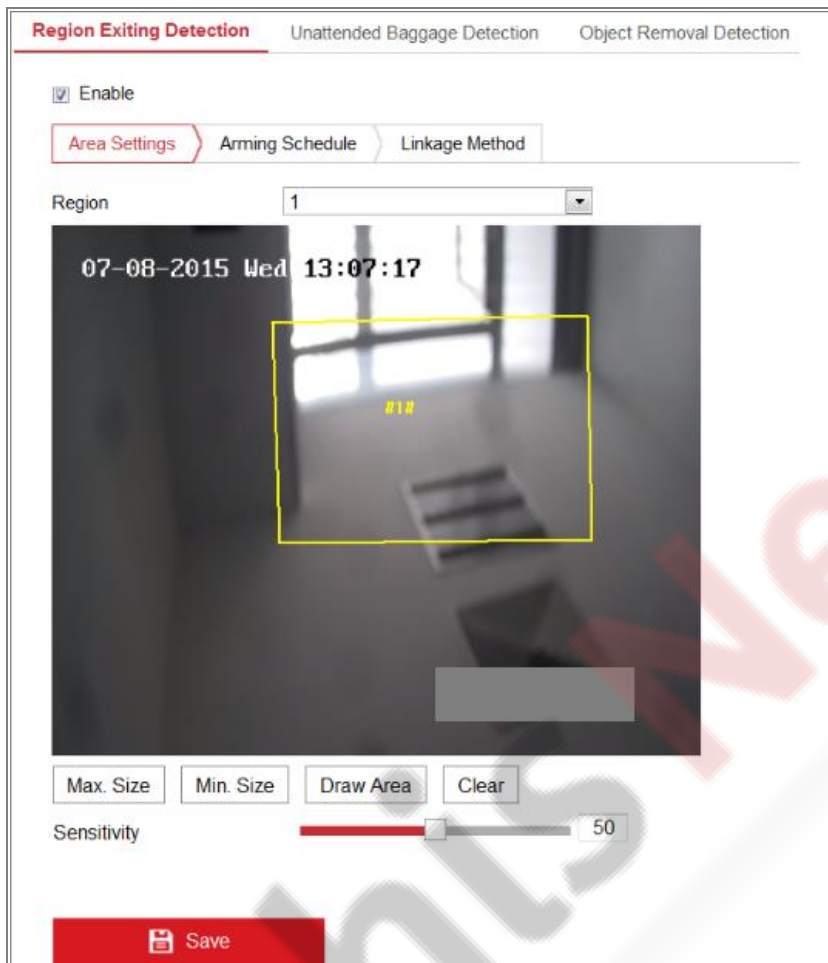 Region Exiting Detection Unattended Baggage Detection Object Removal Detection
Enable
Area Settings Arming Schedule Linkage Method
Region 1
07-08-2015 Wed 13:07:17
#1#
Max. Size Min. Size Draw Area Clear
Sensitivity 50
Save